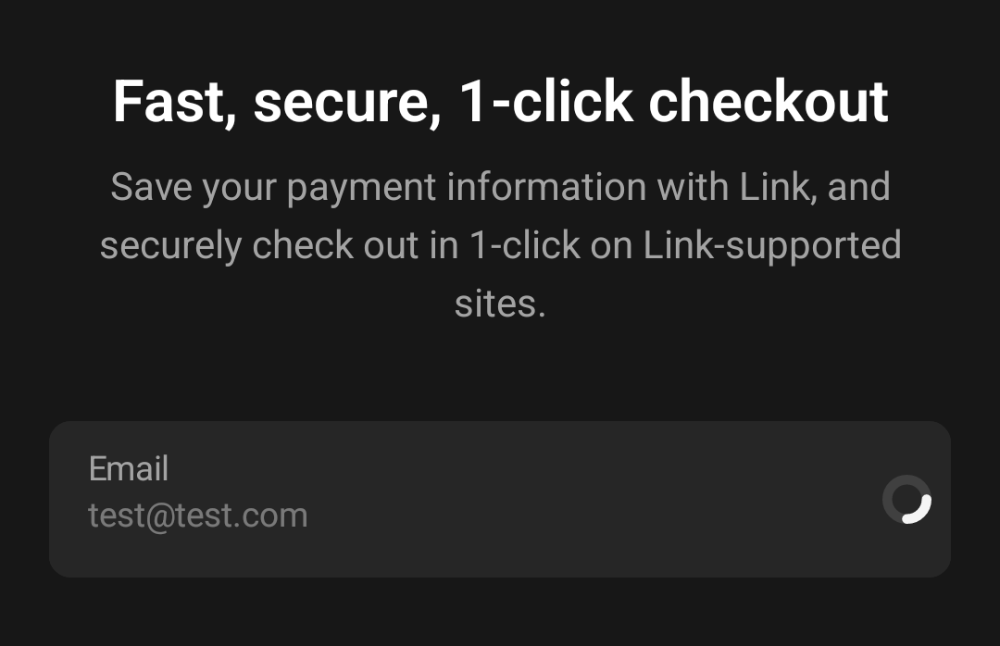 Fast, secure, 1-click checkout
Save your payment information with Link, and
securely check out in 1-click on Link-supported
sites.
Email
test@test.com